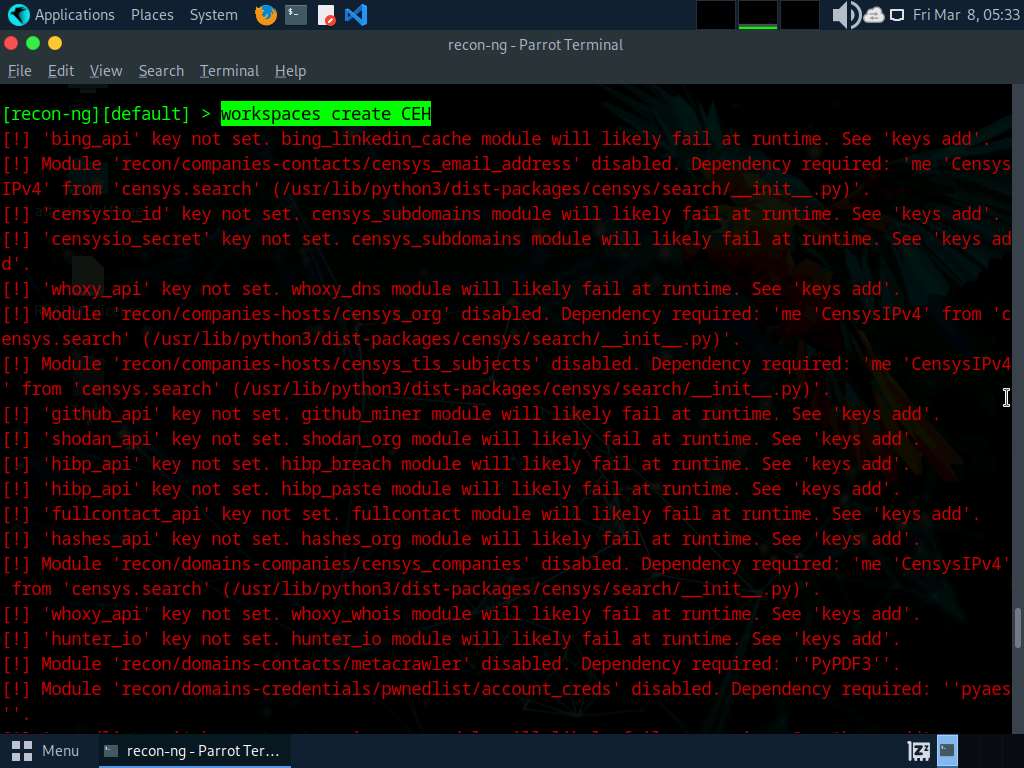 Applications Places System Fri Mar 8, 05:33
recon-ng - Parrot Terminal
File Edit View Search Terminal Help
[recon-ng][default] > workspaces create CEH
[!] 'bing_api' key not set. bing_linkedin_cache module will likely fail at runtime. See 'keys add'.
[!] Module 'recon/companies-contacts/censys_email_address' disabled. Dependency required: 'me 'Censys
IPv4' from 'censys.search' (/usr/lib/python3/dist-packages/censys/search/__init__.py)'.
[!] 'censysio_id' key not set. censys_subdomains module will likely fail at runtime. See 'keys add'.
[!] 'censysio_secret' key not set. censys_subdomains module will likely fail at runtime. See 'keys ad
d'.
[!] 'whoxy_api' key not set. whoxy_dns module will likely fail at runtime. See 'keys add'.
[!] Module 'recon/companies-hosts/censys_org' disabled. Dependency required: 'me 'CensysIPv4' from 'c
ensys.search' (/usr/lib/python3/dist-packages/censys/search/__init__.py)'.
[!] Module 'recon/companies-hosts/censys_tls_subjects' disabled. Dependency required: 'me 'CensysIPv4
' from 'censys.search' (/usr/lib/python3/dist-packages/censys/search/__init__.py)'.
[!] 'github_api' key not set. github_miner module will likely fail at runtime. See 'keys add'.
[!] 'shodan_api' key not set. shodan_org module will likely fail at runtime. See 'keys add'.
[!] 'hibp_api' key not set. hibp_breach module will likely fail at runtime. See 'keys add'.
[!] 'hibp_api' key not set. hibp_paste module will likely fail at runtime. See 'keys add'.
[!] 'fullcontact_api' key not set. fullcontact module will likely fail at runtime. See 'keys add'.
[!] 'hashes_api' key not set. hashes_org module will likely fail at runtime. See 'keys add'.
[!] Module 'recon/domains-companies/censys_companies' disabled. Dependency required: 'me 'CensysIPv4'
from 'censys.search' (/usr/lib/python3/dist-packages/censys/search/__init__.py)'.
[!] 'whoxy_api' key not set. whoxy_whois module will likely fail at runtime. See 'keys add'.
[!] 'hunter_io' key not set. hunter_io module will likely fail at runtime. See 'keys add'.
[!] Module 'recon/domains-contacts/metacrawler' disabled. Dependency required: ''PyPDF3''.
[!] Module 'recon/domains-credentials/pwnedlist/account_creds' disabled. Dependency required: ''pyaes
''.
Menu recon-ng - Parrot Ter...